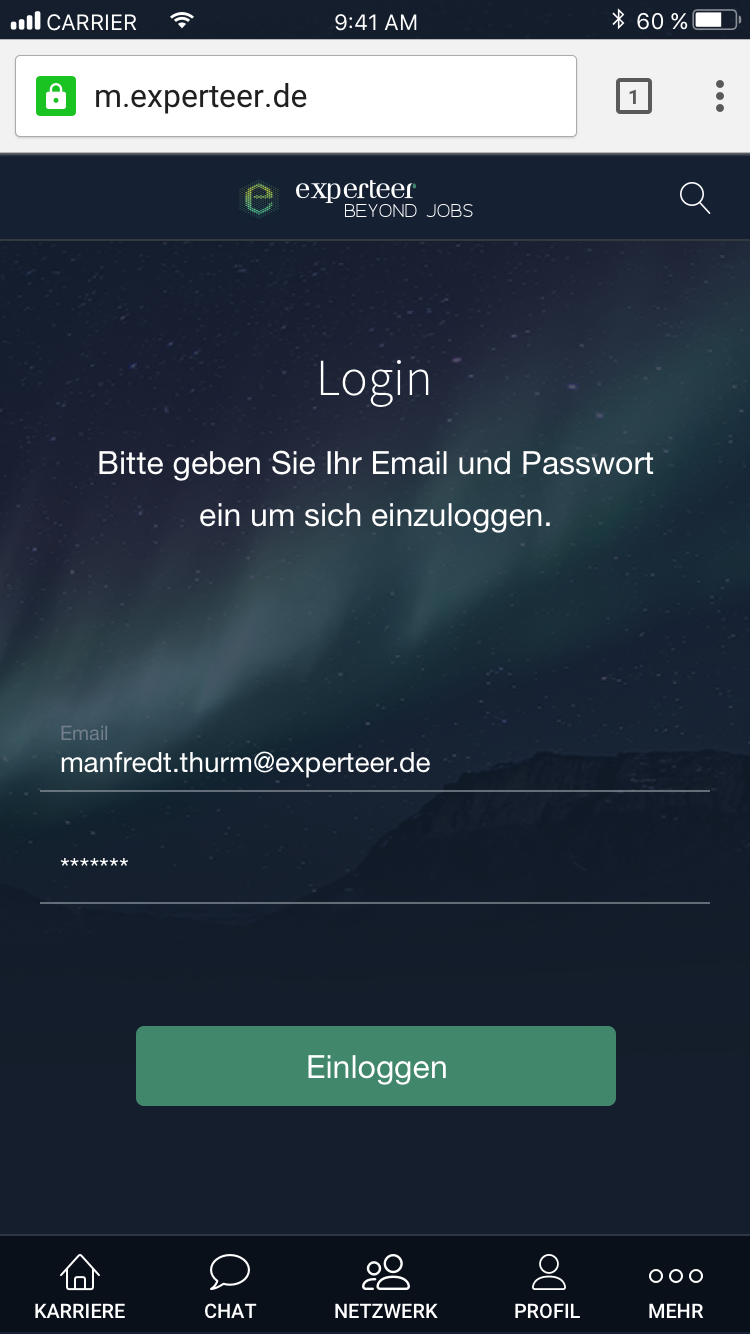 CARRIER 9:41 AM 60 %
m.experteer.de 1
experteer
BEYOND JOBS
Login
Bitte geben Sie Ihr Email und Passwort
ein um sich einzuloggen.
Email
manfredt.thurm@experteer.de
*******
Einloggen
KARRIERE CHAT NETZWERK PROFIL MEHR